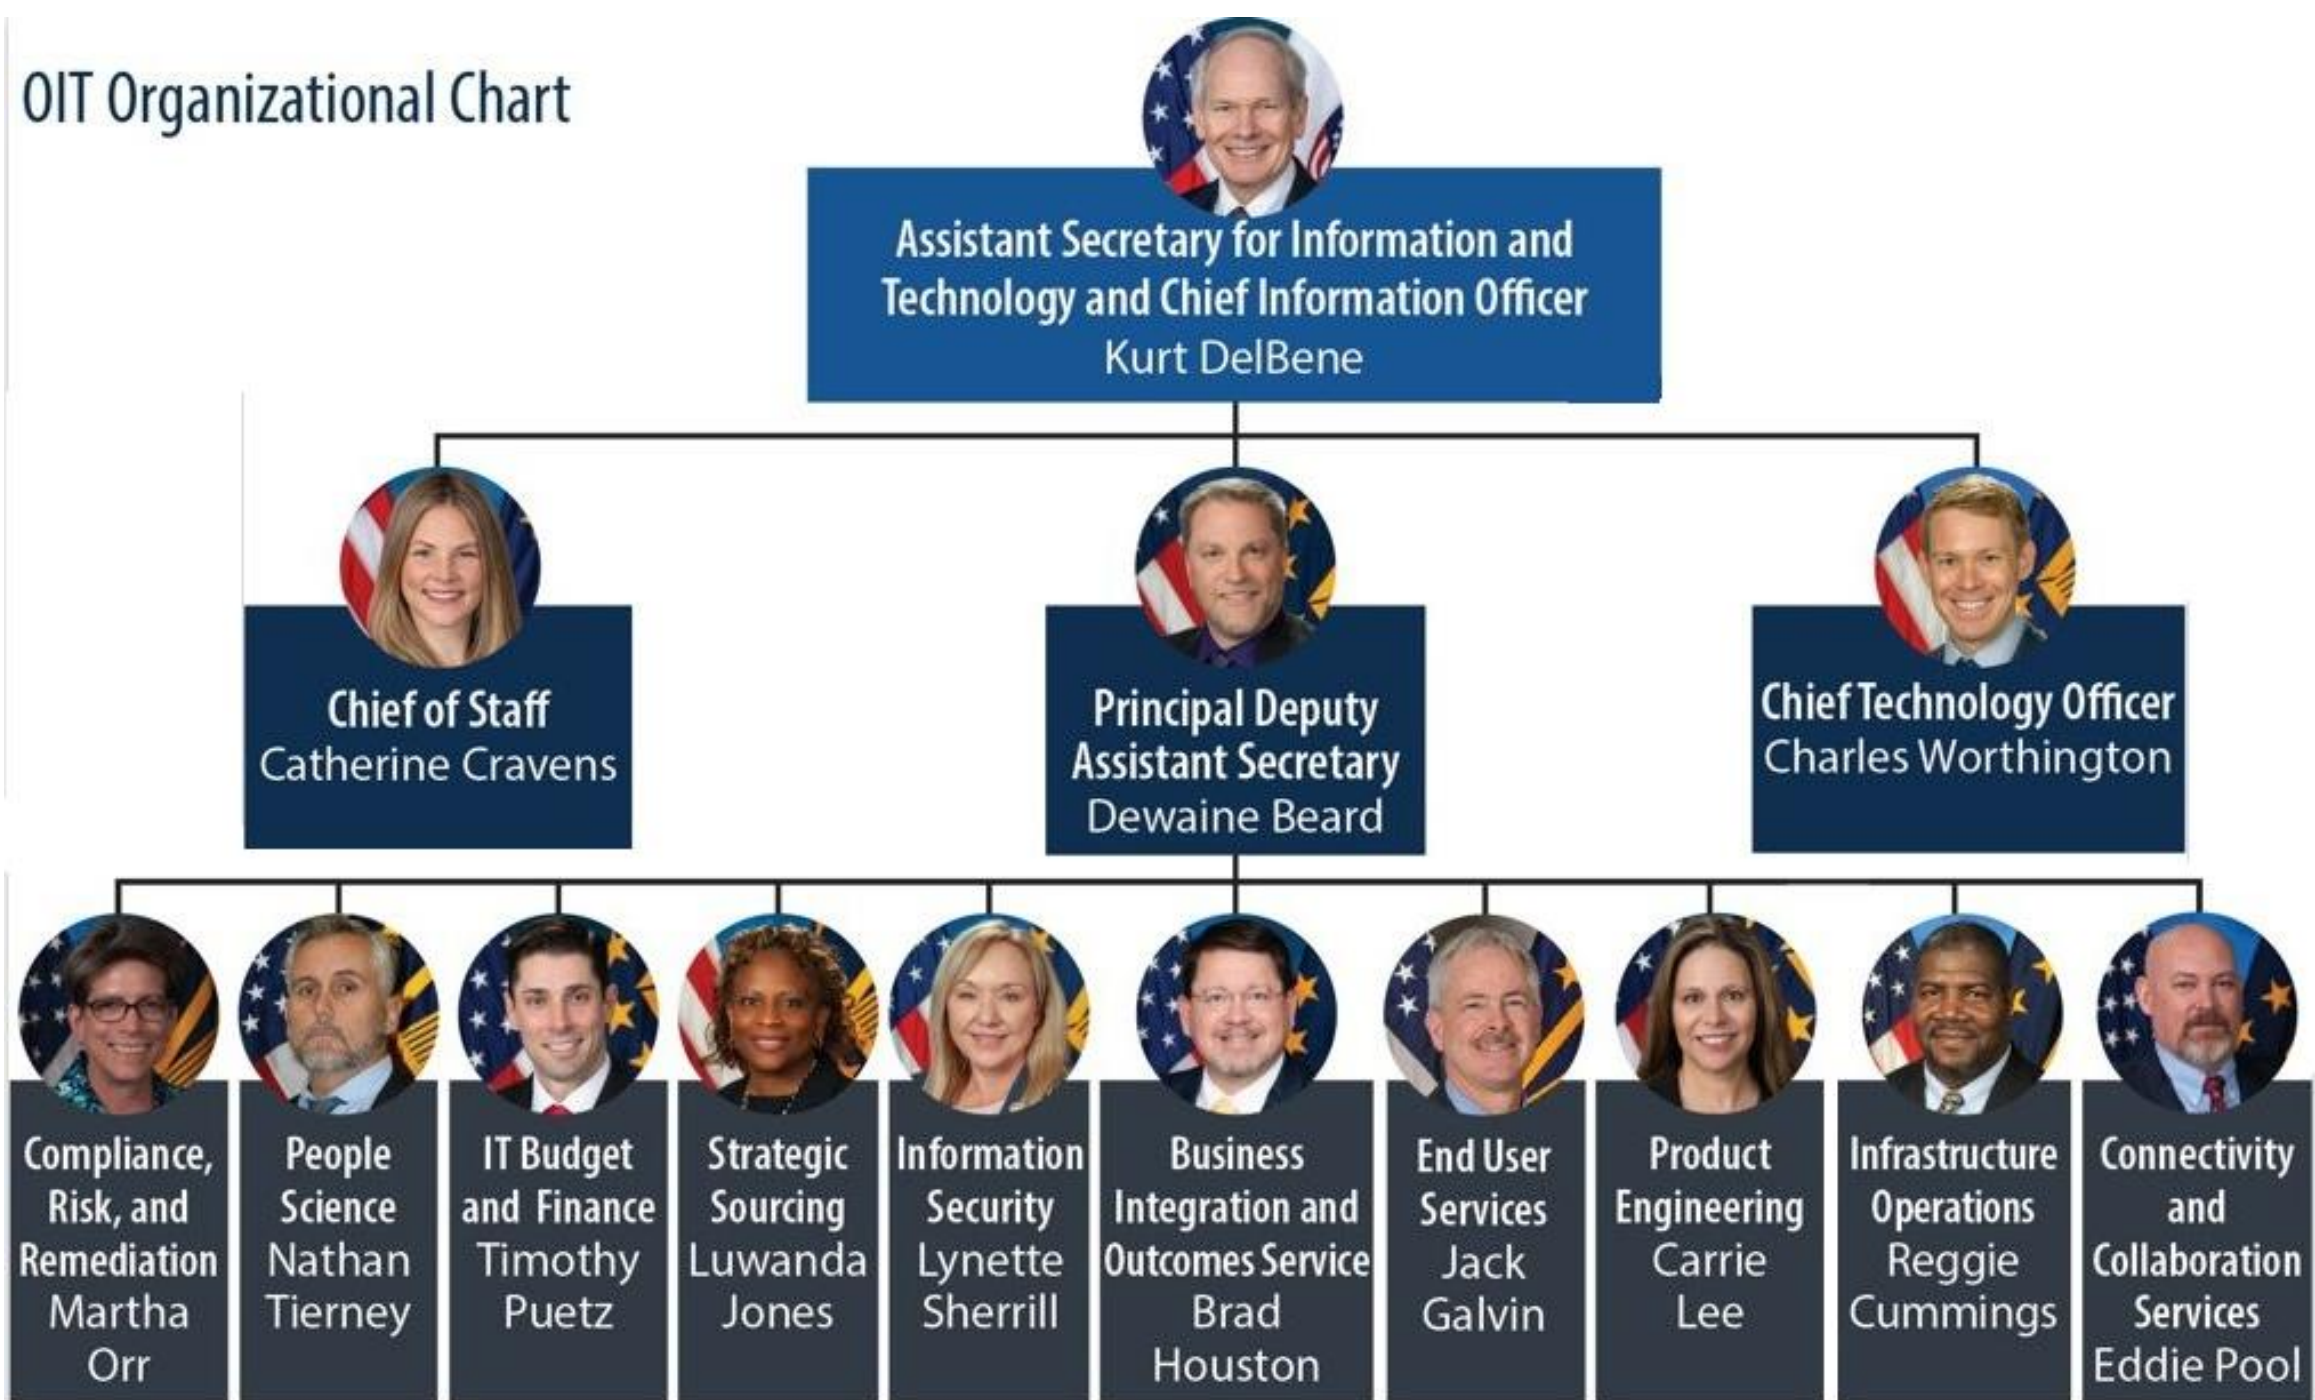 OIT Organizational Chart
Assistant Secretary for Information and
Technology and Chief Information Officer
Kurt DelBene
Chief of Staff
Catherine Cravens
Principal Deputy
Assistant Secretary
Dewaine Beard
Chief Technology Officer
Charles Worthington
Compliance,
Risk, and
Remediation
Martha
Orr
People
Science
Nathan
Tierney
IT Budget
and Finance
Timothy
Puetz
Strategic
Sourcing
Luwanda
Jones
Information
Security
Lynette
Sherrill
Business
Integration and
Outcomes Service
Brad
Houston
End User
Services
Jack
Galvin
Product
Engineering
Carrie
Lee
Infrastructure
Operations
Reggie
Cummings
Connectivity
and
Collaboration
Services
Eddie Pool